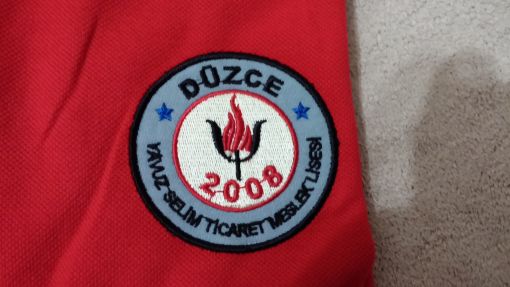 DÜZCE
2008
YAVUZ SELİM TİCARET MESLEK LİSESİ